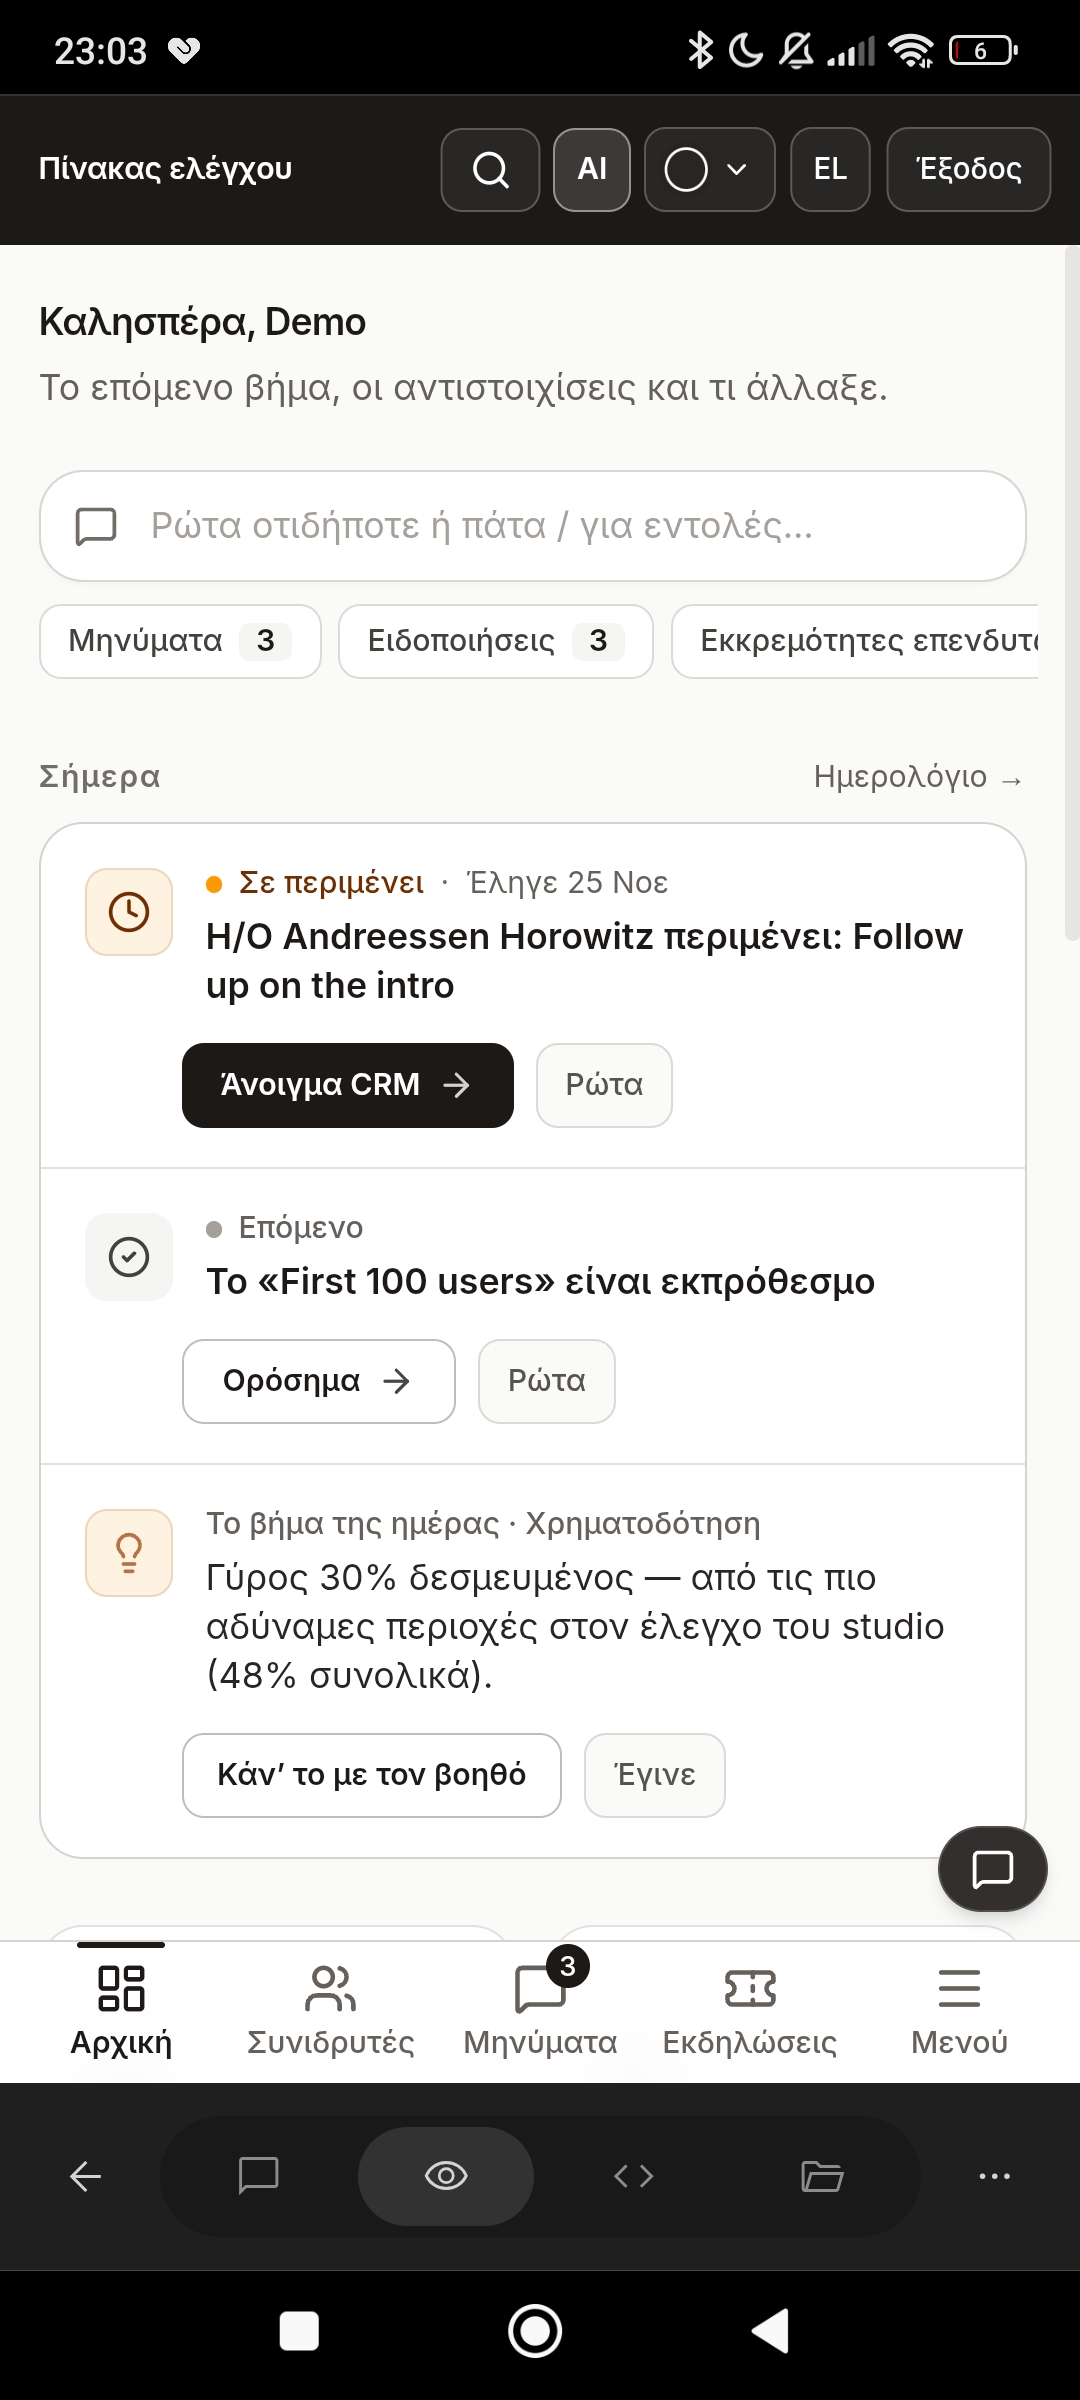 23:03
6
Πίνακας ελέγχου
AI
EL
Έξοδος
Καλησπέρα, Demo
Το επόμενο βήμα, οι αντιστοιχίσεις και τι άλλαξε.
Ρώτα οτιδήποτε ή πάτα / για εντολές...
Μηνύματα 3
Ειδοποιήσεις 3
Εκκρεμότητες
Σήμερα
Ημερολόγιο →
Σε περιμένει · Έληγε 25 Νοε
Η/Ο Andreessen Horowitz περιμένει: Follow
up on the intro
Άνοιγμα CRM →
Ρώτα
Επόμενο
Το «First 100 users» είναι εκπρόθεσμο
Ορόσημα →
Ρώτα
Το βήμα της ημέρας · Χρηματοδότηση
Γύρος 30% δεσμευμένος — από τις πιο
αδύναμες περιοχές στον έλεγχο του studio
(48% συνολικά).
Κάν’ το με τον βοηθό
Έγινε
3
Αρχική
Συνιδρυτές
Μηνύματα
Εκδηλώσεις
Μενού